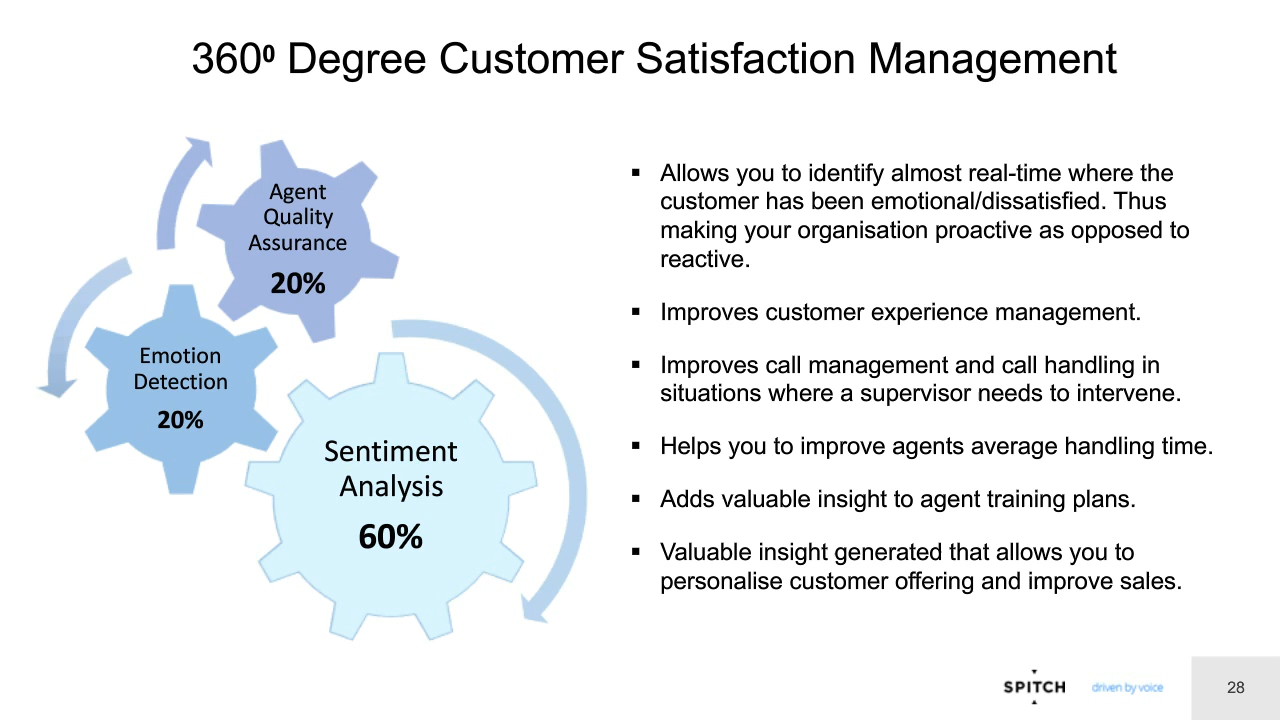 360⁰ Degree Customer Satisfaction Management
Agent
Quality
Assurance
20%
Emotion
Detection
20%
Sentiment
Analysis
60%
▪ Allows you to identify almost real-time where the
customer has been emotional/dissatisfied. Thus
making your organisation proactive as opposed to
reactive.
▪ Improves customer experience management.
▪ Improves call management and call handling in
situations where a supervisor needs to intervene.
▪ Helps you to improve agents average handling time.
▪ Adds valuable insight to agent training plans.
▪ Valuable insight generated that allows you to
personalise customer offering and improve sales.
SPITCH driven by voice 28